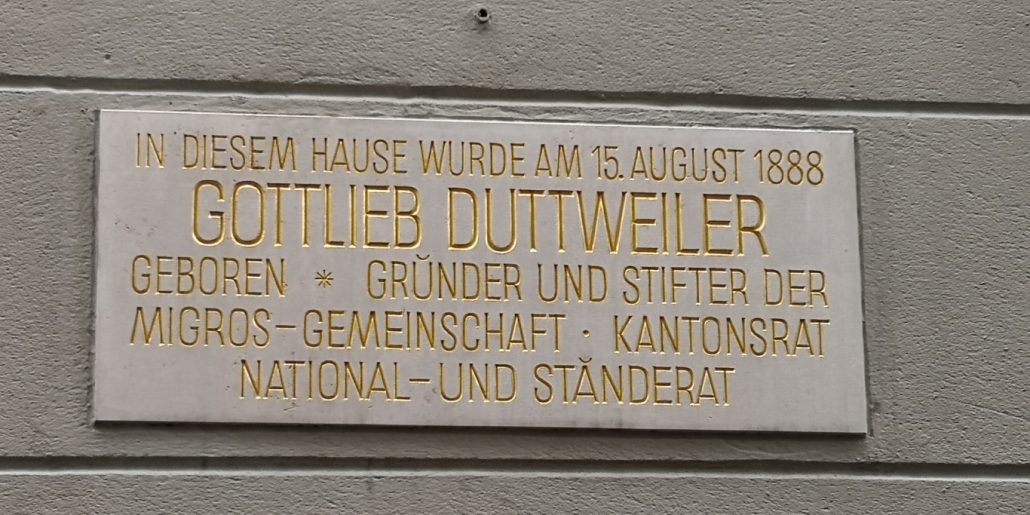 IN DIESEM HAUSE WURDE AM 15. AUGUST 1888
GOTTLIEB DUTTWEILER
GEBOREN * GRÜNDER UND STIFTER DER
MIGROS-GEMEINSCHAFT · KANTONSRAT
NATIONAL-UND STÄNDERAT